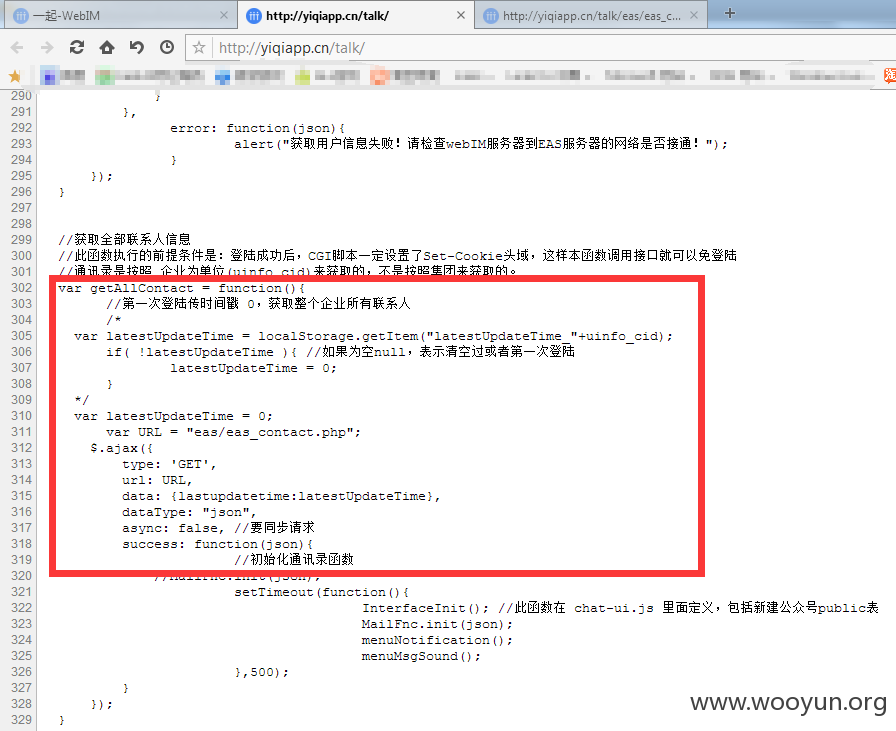 一起-WebIM
http://yiqiapp.cn/talk/
http://yiqiapp.cn/talk/eas/eas_c...
http://yiqiapp.cn/talk/
290 }
291 },
292 error: function(json){
293 alert("获取用户信息失败！请检查webIM服务器到EAS服务器的网络是否接通！");
294 }
295 });
296 }
297
298
299 //获取全部联系人信息
300 //此函数执行的前提条件是：登陆成功后，CGI脚本一定设置了Set-Cookie头域，这样本函数调用接口就可以免登陆
301 //通讯录是按照 企业为单位(uinfo_cid)来获取的，不是按照集团来获取的。
302 var getAllContact = function(){
303 //第一次登陆传时间戳 0，获取整个企业所有联系人
304 /*
305 var latestUpdateTime = localStorage.getItem("latestUpdateTime_"+uinfo_cid);
306 if( !latestUpdateTime ){ //如果为空null，表示清空过或者第一次登陆
307 latestUpdateTime = 0;
308 }
309 */
310 var latestUpdateTime = 0;
311 var URL = "eas/eas_contact.php";
312 $.ajax({
313 type: 'GET',
314 url: URL,
315 data: {lastupdatetime:latestUpdateTime},
316 dataType: "json",
317 async: false, //要同步请求
318 success: function(json){
319 //初始化通讯录函数
320 //MailFnc.init(json);
321 setTimeout(function(){
322 InterfaceInit(); //此函数在 chat-ui.js 里面定义，包括新建公众号public表
323 MailFnc.init(json);
324 menuNotification();
325 menuMsgSound();
326 },500);
327 }
328 });
329 }
www.wooyun.org